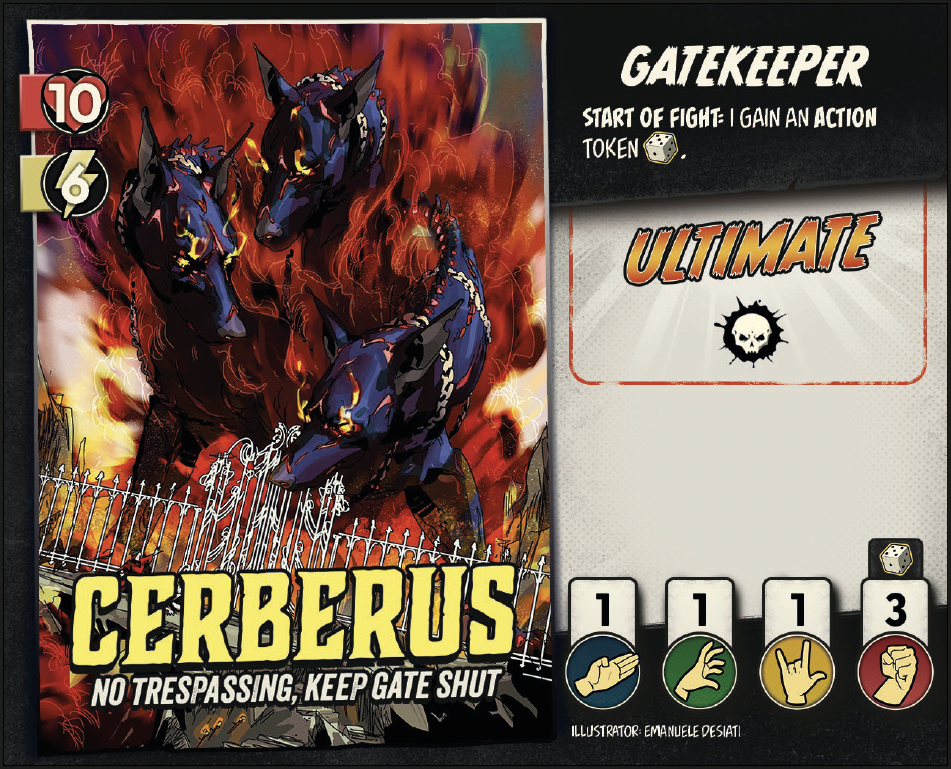 10
6
GATEKEEPER
START OF FIGHT: I GAIN AN ACTION
TOKEN .
ULTIMATE
CERBERUS
NO TRESPASSING, KEEP GATE SHUT
1 1 1 3
ILLUSTRATOR: EMANUELE DESIATI